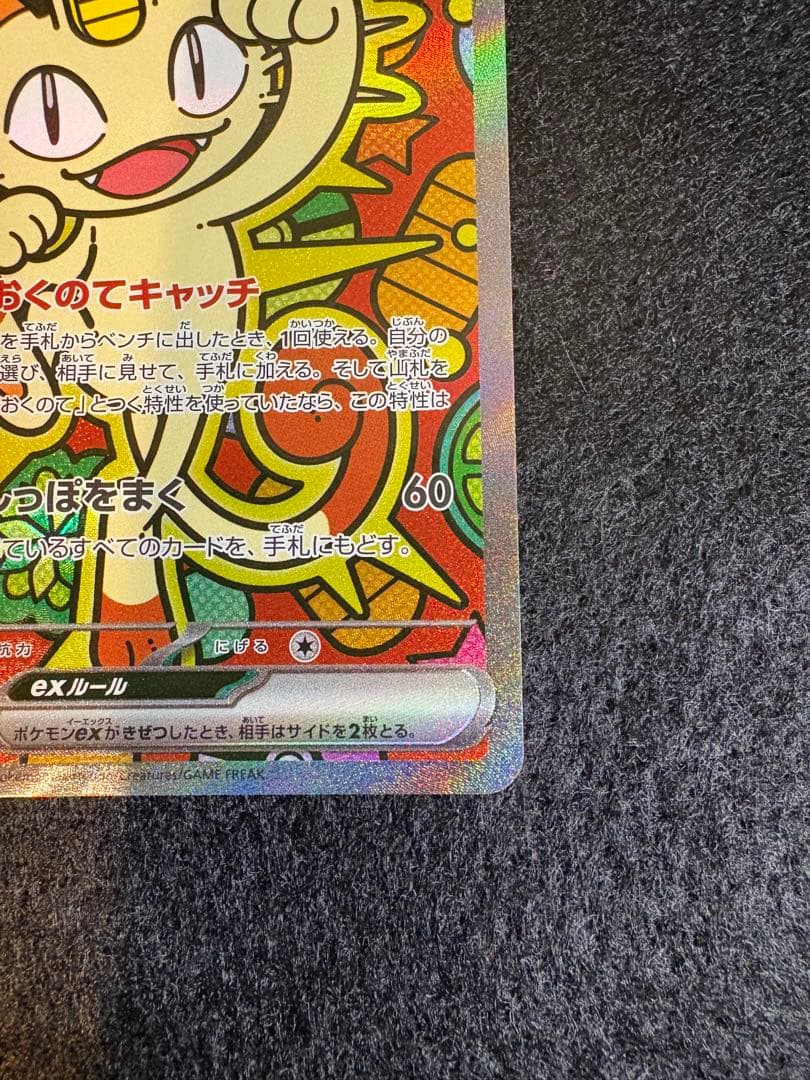 おくのてキャッチ
を手札からベンチに出したとき、1回使える。自分の
選び、相手に見せて、手札に加える。そして山札を
おくのて」とつく特性を使っていたなら、この特性は
しっぽをまく 60
ているすべてのカードを、手札にもどす。
抗力 にげる
exルール
ポケモンexがきぜつしたとき、相手はサイドを2枚とる。
Creatures/GAME FREAK.